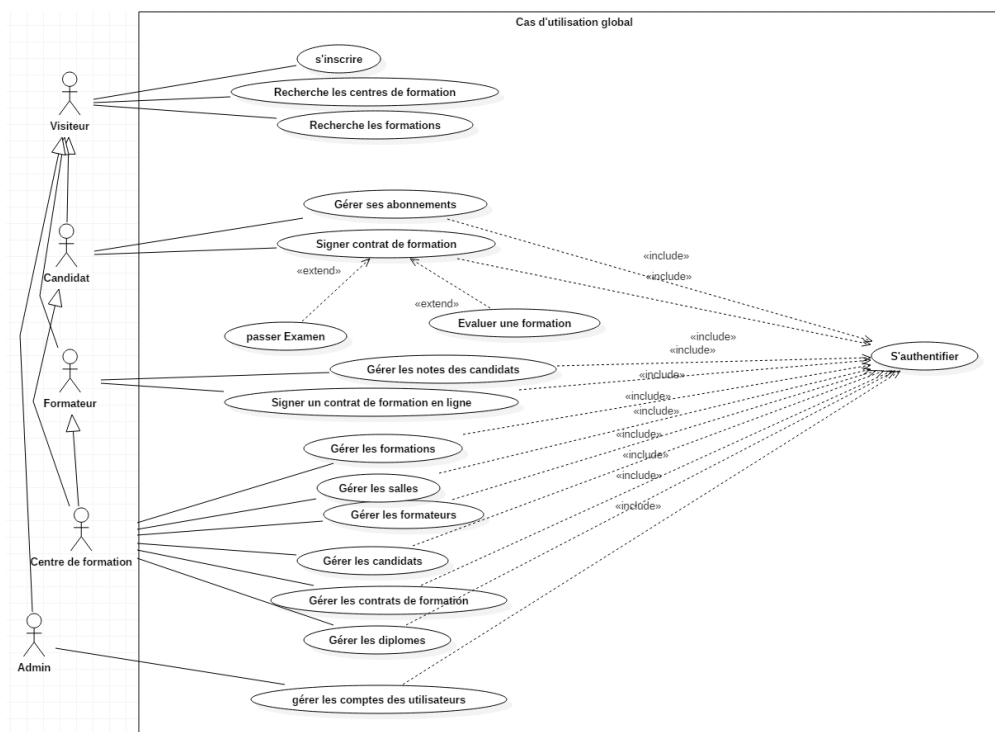 Cas d'utilisation global
s'inscrire
Recherche les centres de formation
Recherche les formations
Visiteur
Gérer ses abonnements
Signer contrat de formation
«include»
«include»
«extend»
Candidat
«extend»
Evaluer une formation
passer Examen
«include»
«include»
S'authentifier
Gérer les notes des candidats
«include»
Formateur
Signer un contrat de formation en ligne
«include»
«include»
Gérer les formations
«include»
«include»
Gérer les salles
«include»
Gérer les formateurs
«include»
Centre de formation
Gérer les candidats
Gérer les contrats de formation
Gérer les diplomes
Admin
gérer les comptes des utilisateurs